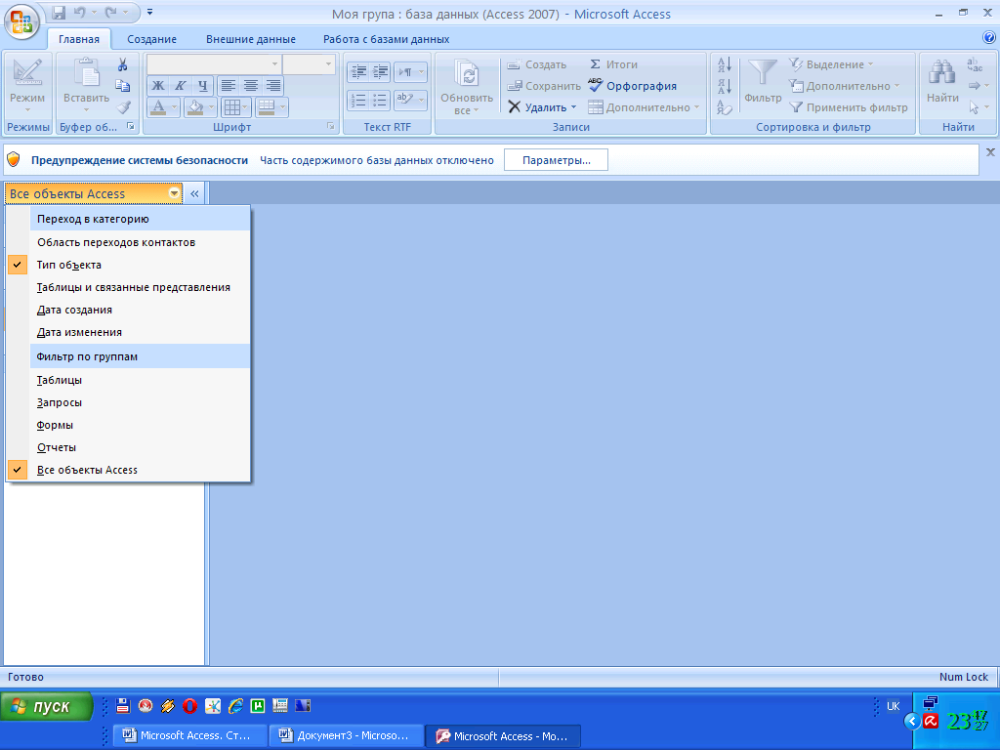 Моя група : база данных (Access 2007) - Microsoft Access
Главная Создание Внешние данные Работа с базами данных
Режим
Режимы
Вставить
Буфер об...
Ж К Ч
А
Шрифт
Текст RTF
Обновить все
Создать
Сохранить
Удалить
Итоги
Орфография
Дополнительно
Записи
Фильтр
Выделение
Дополнительно
Применить фильтр
Сортировка и фильтр
Найти
Найти
Предупреждение системы безопасности Часть содержимого базы данных отключено Параметры...
Все объекты Access «
Переход в категорию
Область переходов контактов
Тип объекта
Таблицы и связанные представления
Дата создания
Дата изменения
Фильтр по группам
Таблицы
Запросы
Формы
Отчеты
Все объекты Access
Готово Num Lock
пуск UK 23 47 27
Microsoft Access. Ст... Документ3 - Microso... Microsoft Access - Мо...